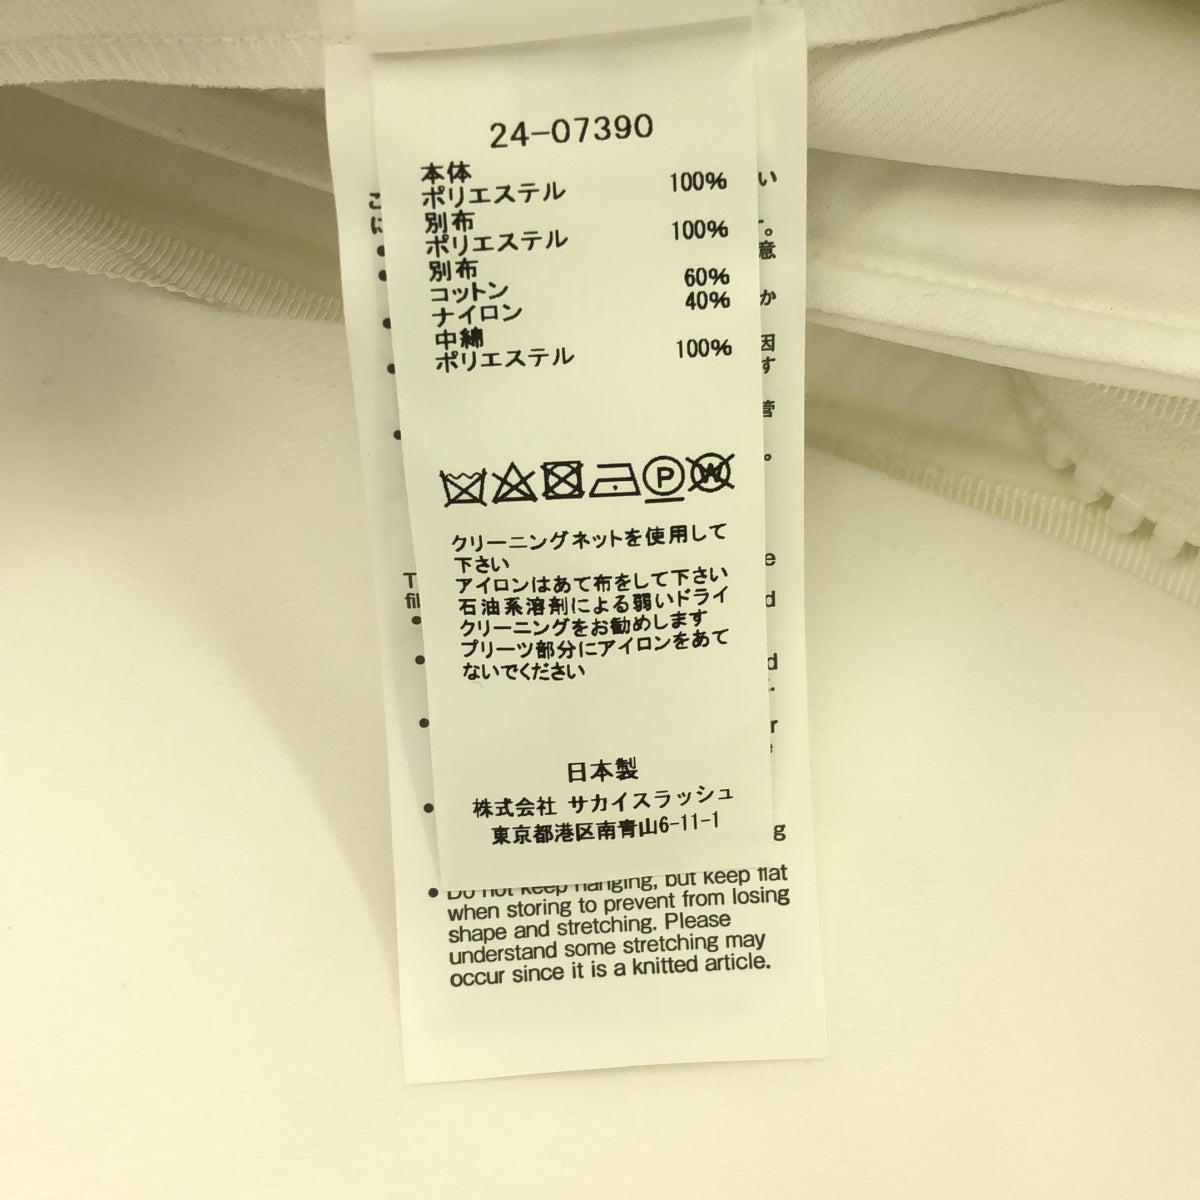 24-07390
本体
ポリエステル 100%
別布
ポリエステル 100%
別布
コットン 60%
ナイロン 40%
中綿
ポリエステル 100%
P
W
クリーニングネットを使用して
下さい
アイロンはあて布をして下さい
石油系溶剤による弱いドライ
クリーニングをお勧めします
プリーツ部分にアイロンをあて
ないでください
日本製
株式会社 サカイスラッシュ
東京都港区南青山6-11-1
• Do not keep hanging, but keep flat
when storing to prevent from losing
shape and stretching. Please
understand some stretching may
occur since it is a knitted article.